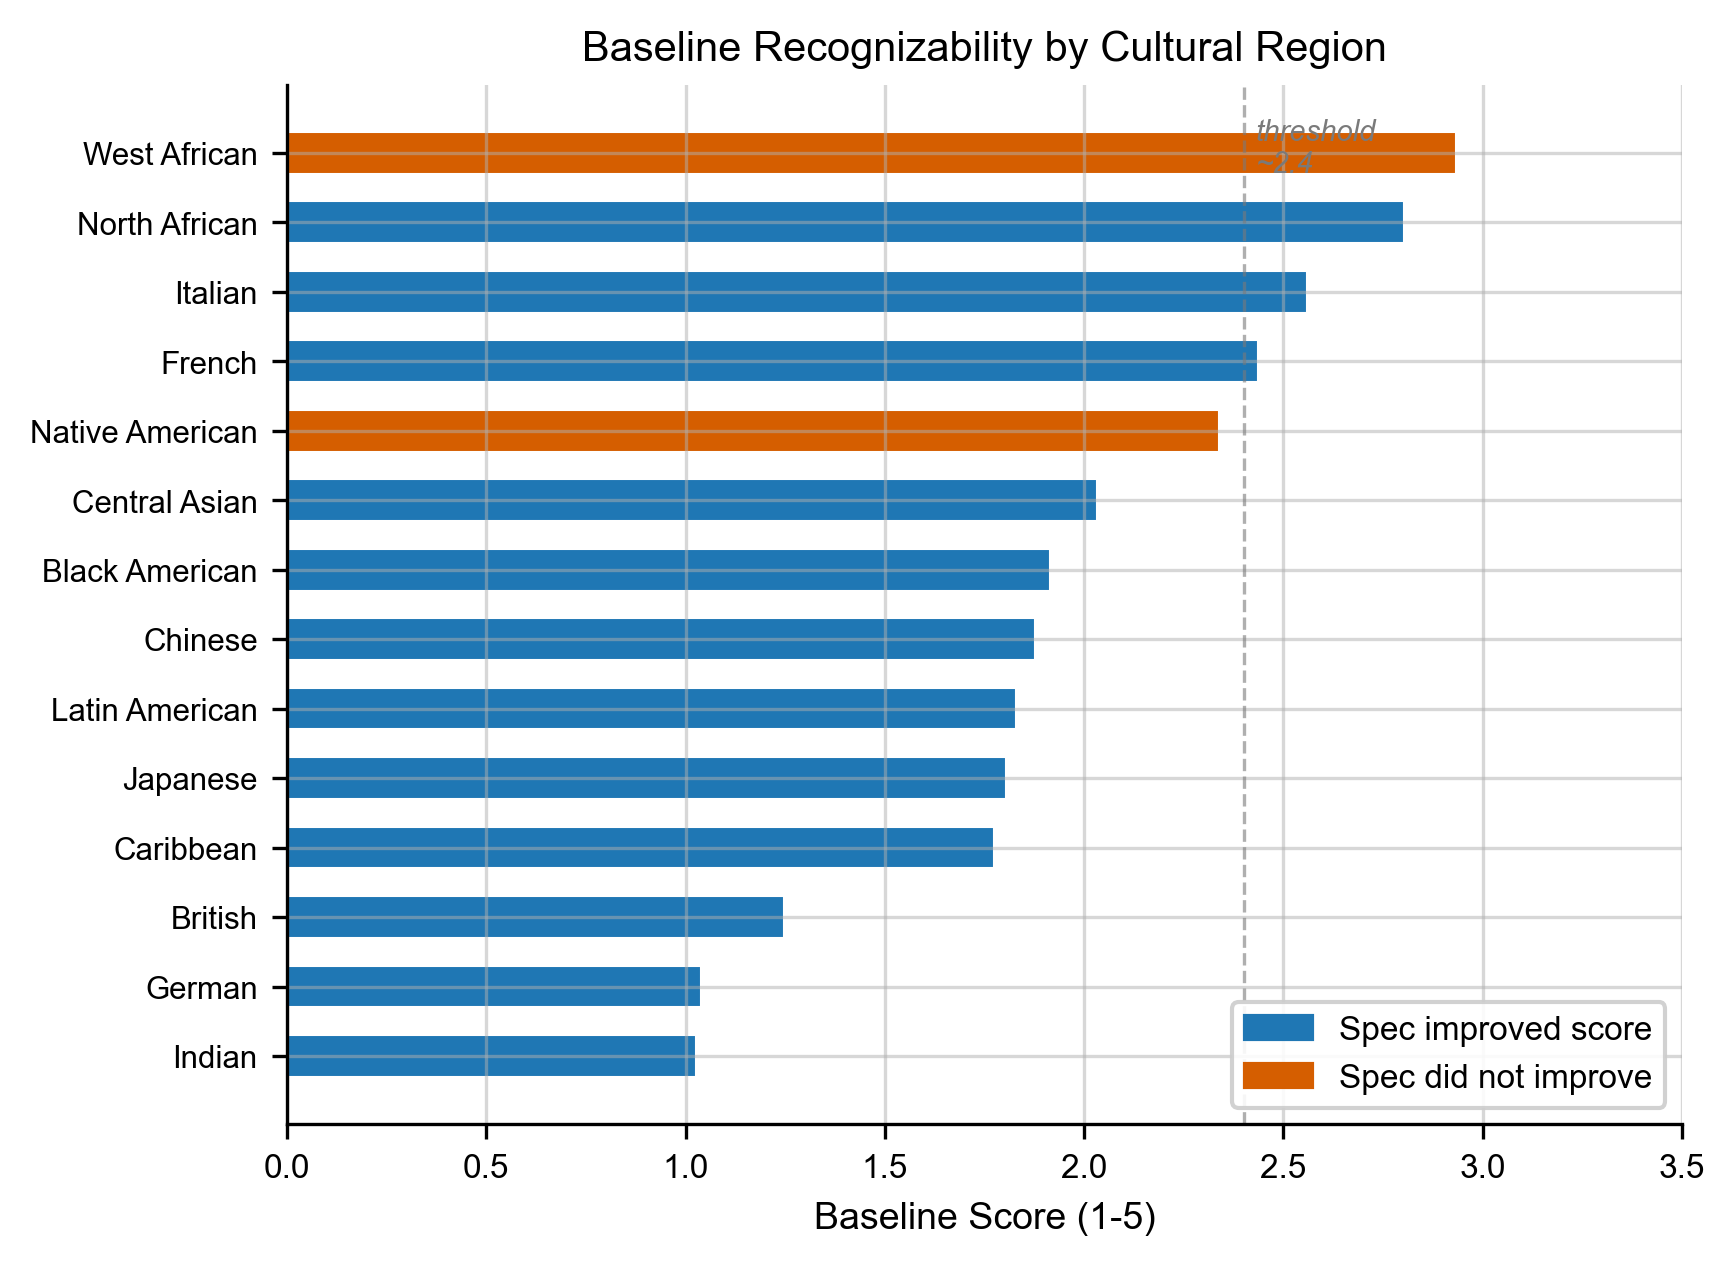 Baseline Recognizability by Cultural Region
threshold
~2.4
West African
North African
Italian
French
Native American
Central Asian
Black American
Chinese
Latin American
Japanese
Caribbean
British
German
Indian
Spec improved score
Spec did not improve
0.0 0.5 1.0 1.5 2.0 2.5 3.0 3.5
Baseline Score (1-5)